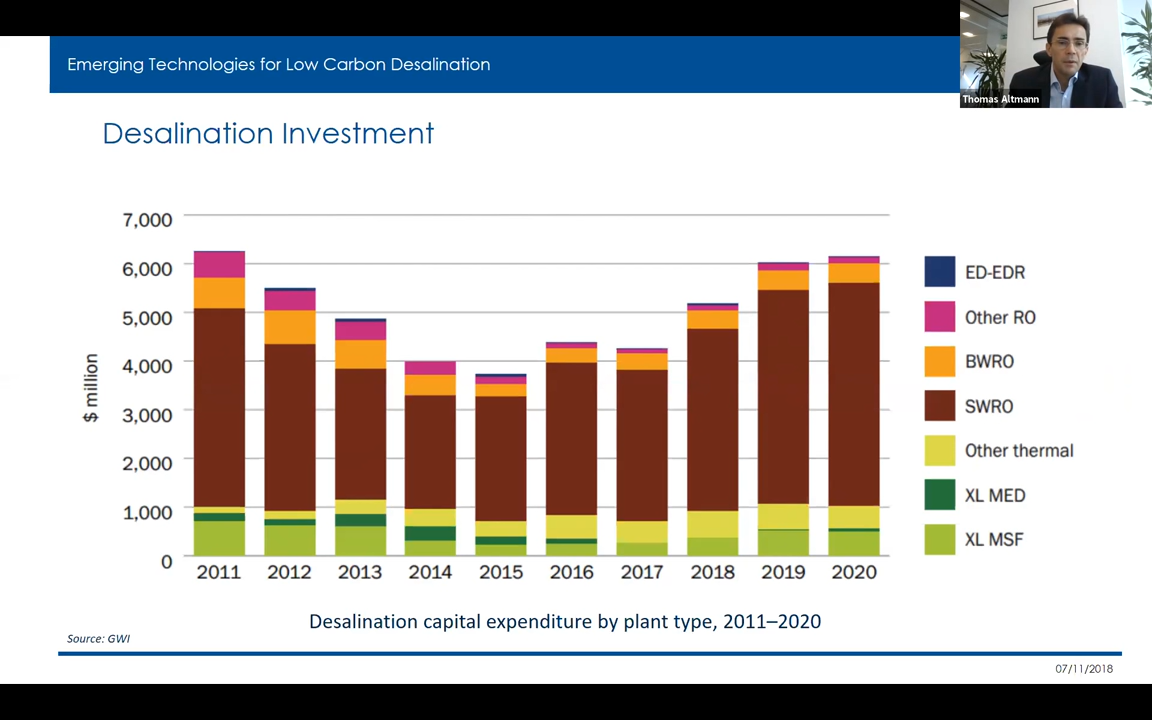 Emerging Technologies for Low Carbon Desalination
Thomas Altmann
Desalination Investment
$ million
7,000
6,000
5,000
4,000
3,000
2,000
1,000
0
2011 2012 2013 2014 2015 2016 2017 2018 2019 2020
ED-EDR
Other RO
BWRO
SWRO
Other thermal
XL MED
XL MSF
Desalination capital expenditure by plant type, 2011–2020
Source: GWI
07/11/2018